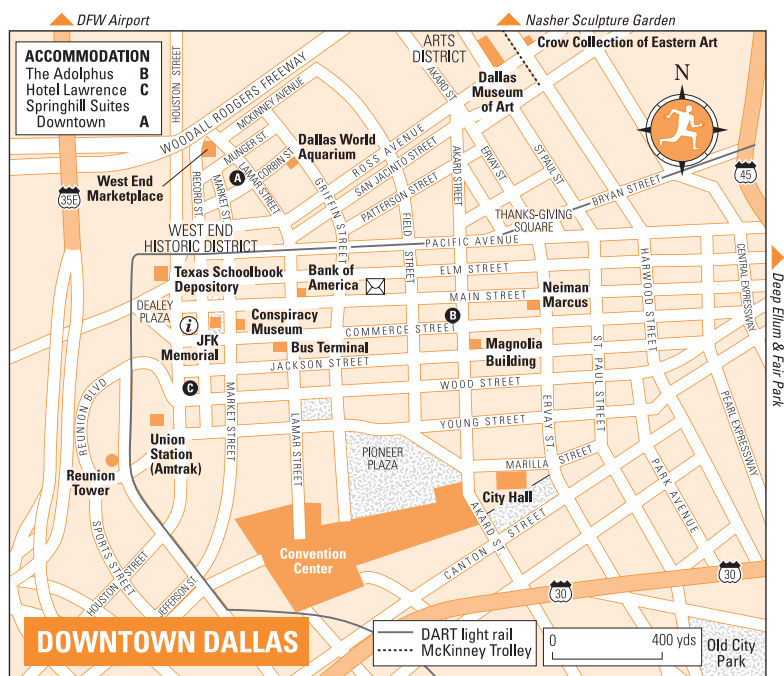 DFW Airport
Nasher Sculpture Garden
ACCOMMODATION
The Adolphus B
Hotel Lawrence C
Springhill Suites
Downtown A
HOUSTON STREET
WOODALL RODGERS FREEWAY
MCKINNEY AVENUE
ARTS
DISTRICT
AKARD ST
Crow Collection of Eastern Art
Dallas
Museum
of Art
N
MUNGER ST.
CORBIN ST
LAMAR STREET
Dallas World
Aquarium
ROSS AVENUE
SAN JACINTO STREET
PATTERSON STREET
AKARD STREET
ERVAY ST
ST PAUL ST
BRYAN STREET
45
35E
West End
Marketplace
A
RECORD ST.
MARKET ST.
GRIFFIN STREET
FIELD STREET
THANKS-GIVING
SQUARE
WEST END
HISTORIC DISTRICT
PACIFIC AVENUE
ELM STREET
MAIN STREET
COMMERCE STREET
HARWOOD STREET
CENTRAL EXPRESSWAY
Deep Ellum & Fair Park
Texas Schoolbook
Depository
Bank of
America
Neiman
Marcus
DEALEY
PLAZA
i
JFK
Memorial
Conspiracy
Museum
B
Bus Terminal
Magnolia
Building
JACKSON STREET
WOOD STREET
YOUNG STREET
ST. PAUL STREET
C
REUNION BLVD
MARKET STREET
LAMAR STREET
ERVAY ST.
PEARL EXPRESSWAY
Union
Station
(Amtrak)
Reunion
Tower
PIONEER
PLAZA
MARILLA STREET
City Hall
PARK AVENUE
SPORTS STREET
Convention
Center
AKARD ST.
CANTON STREET
HOUSTON STREET
JEFFERSON ST.
30
30
DOWNTOWN DALLAS
DART light rail
McKinney Trolley
0 400 yds
Old City
Park